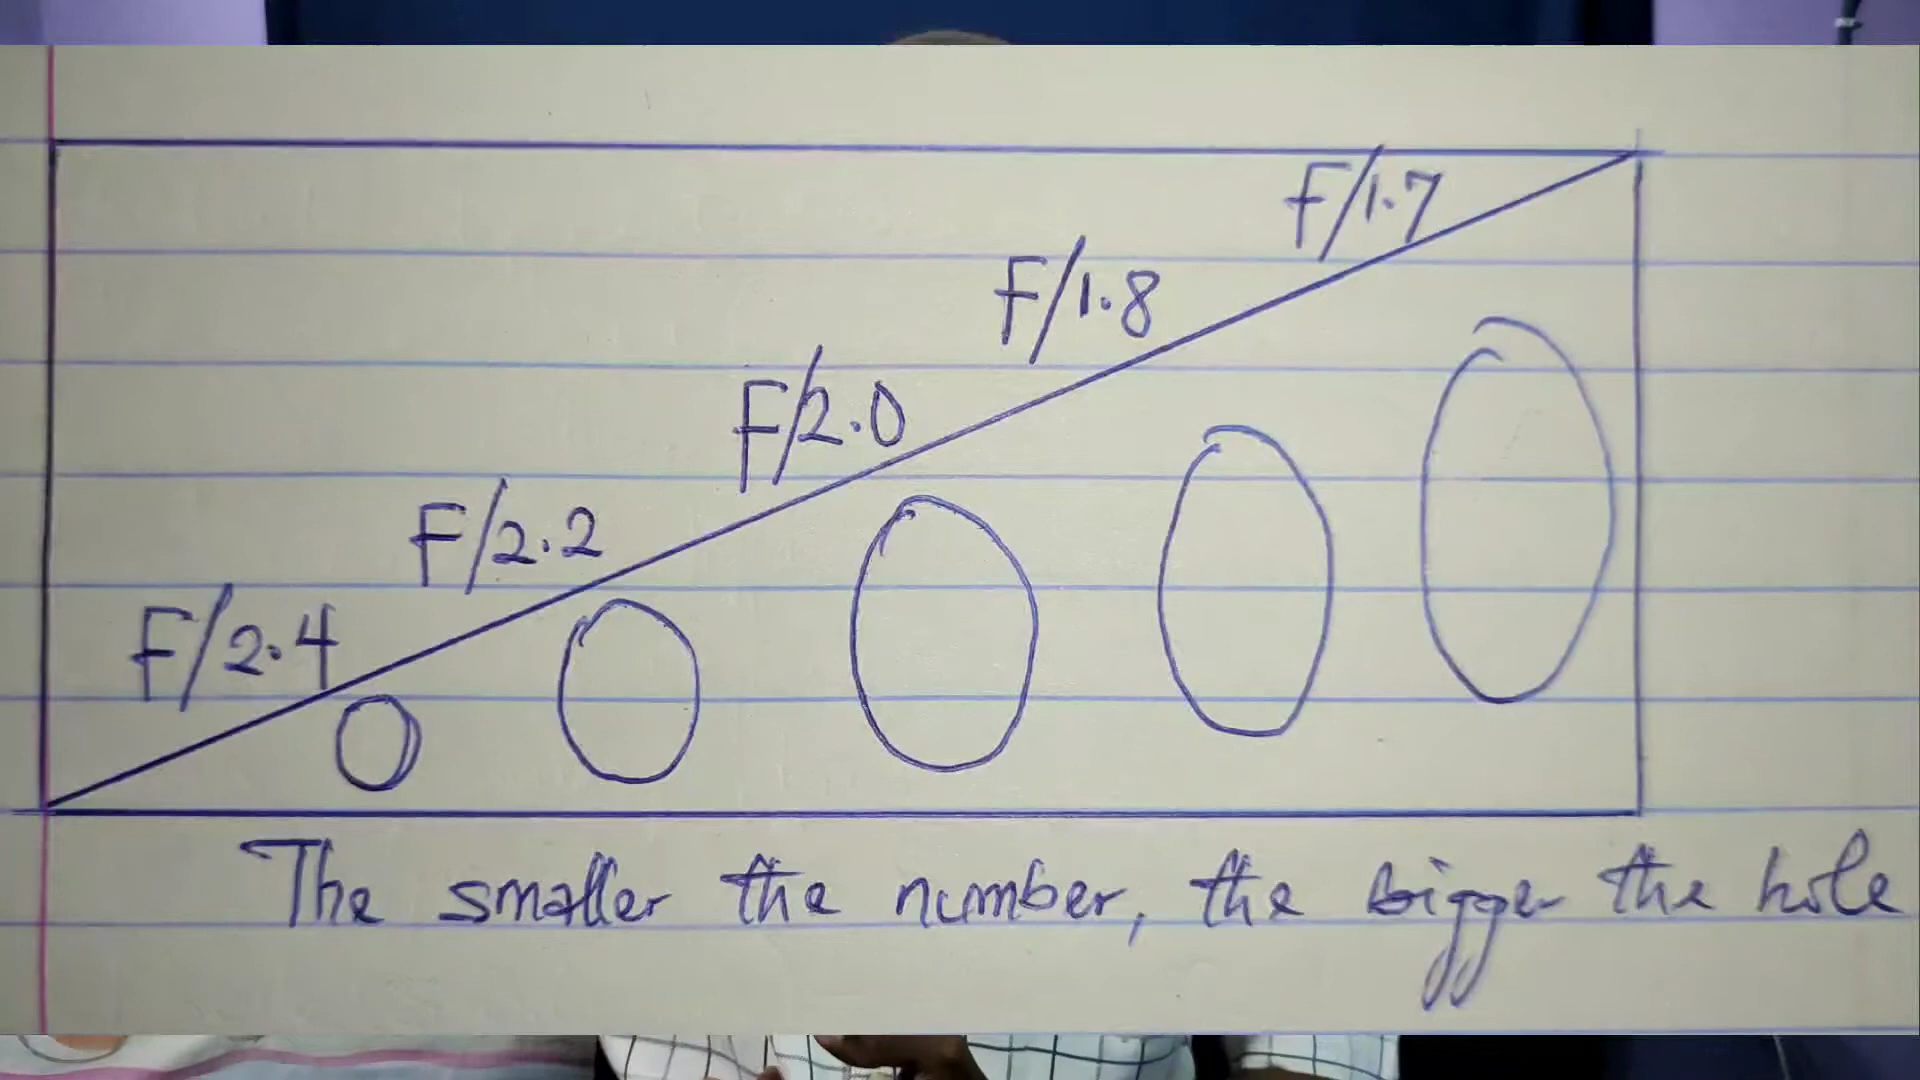 F/1.7
F/1.8
F/2.0
F/2.2
F/2.4
The smaller the number, the bigger the hole